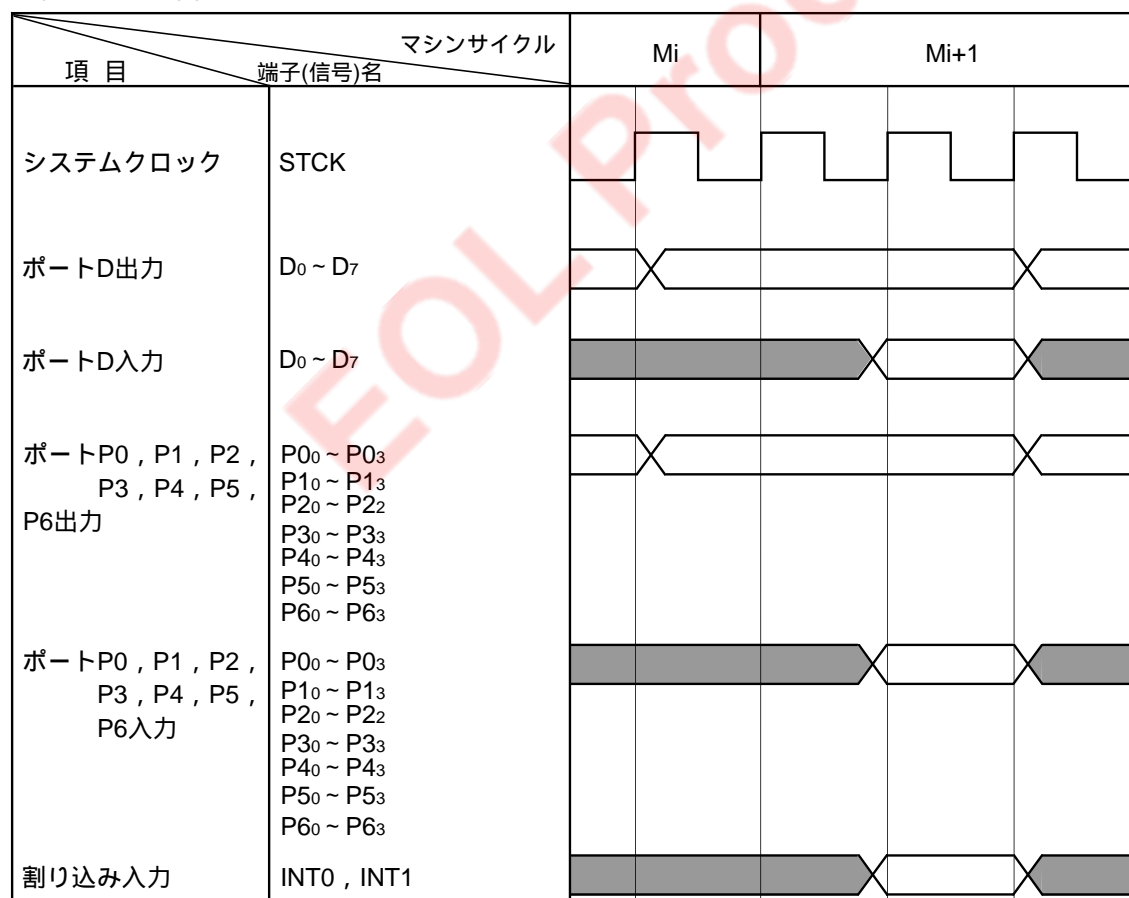 マシンサイクル
項 目
端子(信号)名
Mi
Mi+1
システムクロック
STCK
ポートD出力
D0 ~ D7
ポートD入力
D0 ~ D7
ポートP0 , P1 , P2 ,
P3 , P4 , P5 ,
P6出力
P00 ~ P03
P10 ~ P13
P20 ~ P22
P30 ~ P33
P40 ~ P43
P50 ~ P53
P60 ~ P63
ポートP0 , P1 , P2 ,
P3 , P4 , P5 ,
P6入力
P00 ~ P03
P10 ~ P13
P20 ~ P22
P30 ~ P33
P40 ~ P43
P50 ~ P53
P60 ~ P63
割り込み入力
INT0 , INT1
EOL